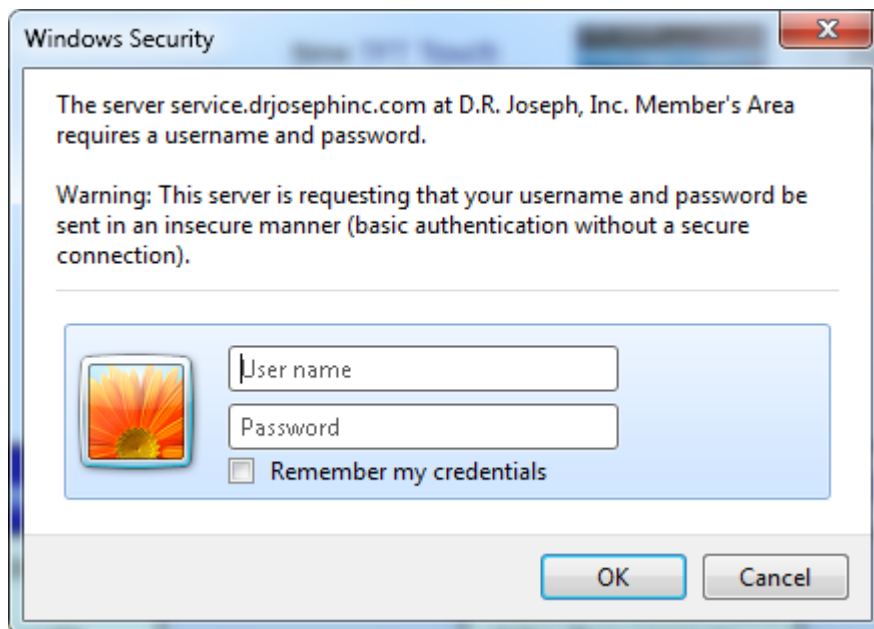 Windows Security
The server service.drjosephinc.com at D.R. Joseph, Inc. Member's Area
requires a username and password.
Warning: This server is requesting that your username and password be
sent in an insecure manner (basic authentication without a secure
connection).
User name
Password
Remember my credentials
OK
Cancel